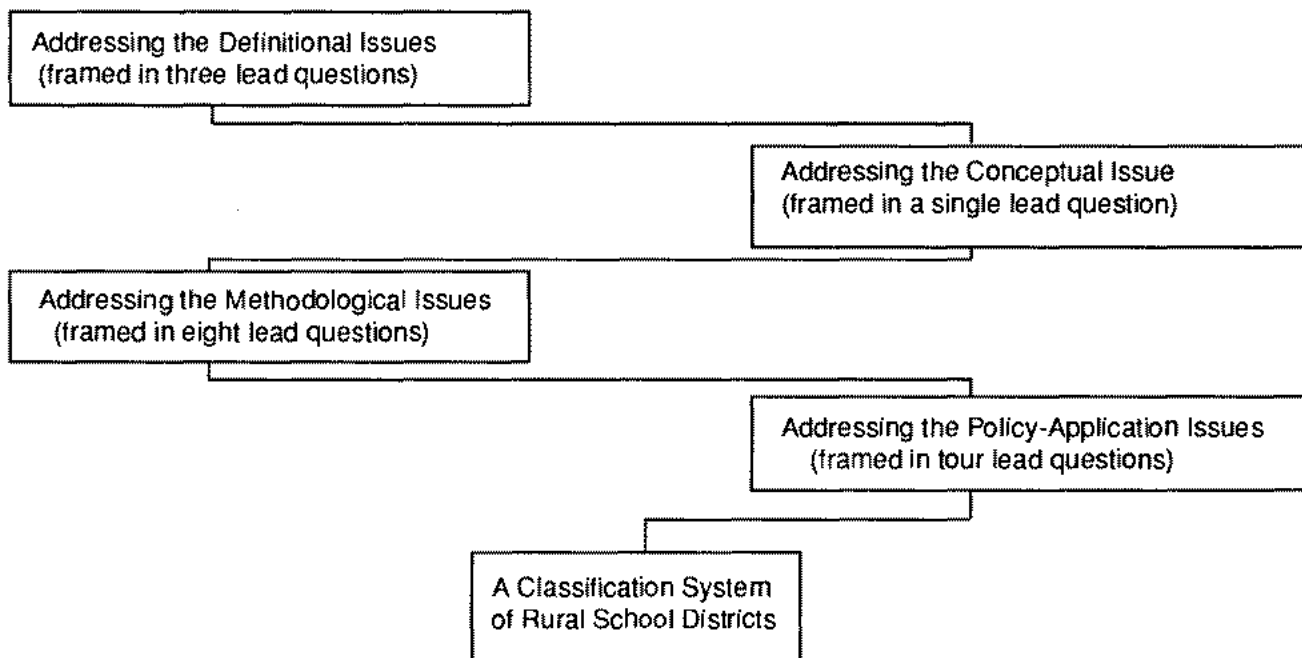 Addressing the Definitional Issues
(framed in three lead questions)
Addressing the Conceptual Issue
(framed in a single lead question)
Addressing the Methodological Issues
(framed in eight lead questions)
Addressing the Policy-Application Issues
(framed in tour lead questions)
A Classification System
of Rural School Districts